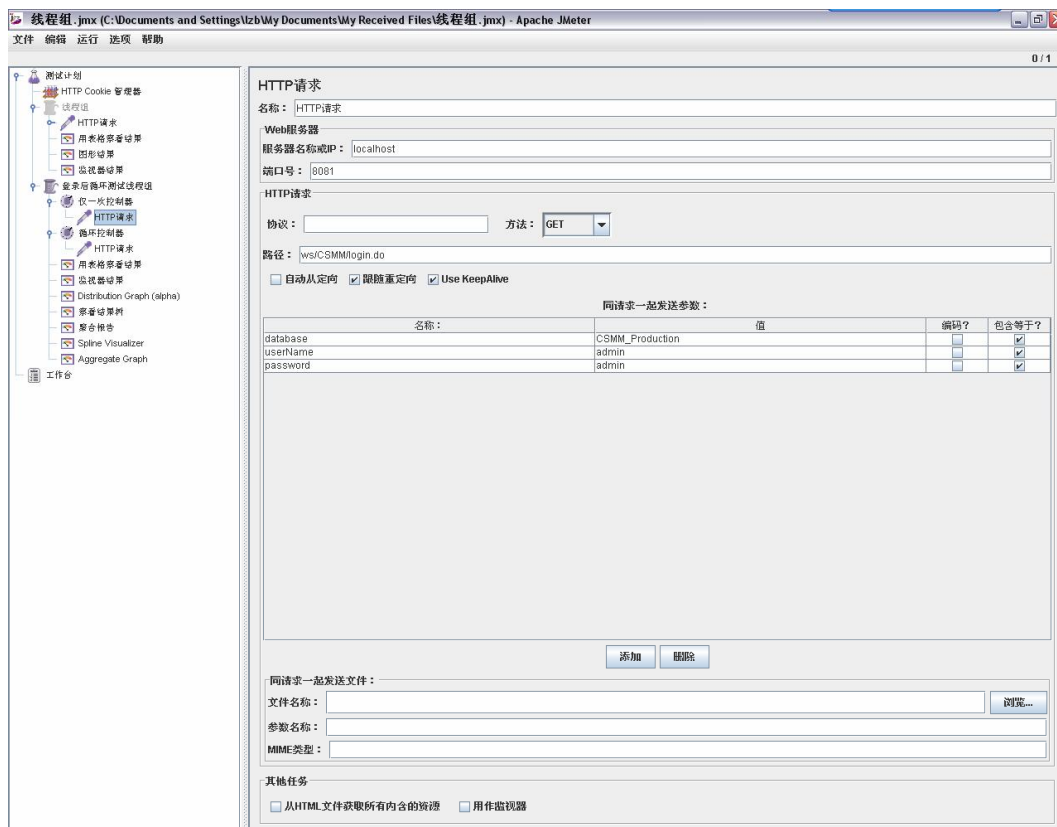 线程组.jmx (C:\Documents and Settings\lzb\My Documents\My Received Files\线程组.jmx) - Apache JMeter
文件 编辑 运行 选项 帮助
0 / 1
测试计划
HTTP Cookie 管理器
线程组
HTTP请求
用表格察看结果
图形结果
监视器结果
登录后循环测试线程组
仅一次控制器
HTTP请求
循环控制器
HTTP请求
用表格察看结果
监视器结果
Distribution Graph (alpha)
察看结果树
聚合报告
Spline Visualizer
Aggregate Graph
工作台
HTTP请求
名称： HTTP请求
Web服务器
服务器名称或IP： localhost
端口号： 8081
HTTP请求
协议： 方法： GET
路径： ws/CSMM/login.do
自动从定向 跟随重定向 Use KeepAlive
同请求一起发送参数：
名称： 值 编码? 包含等于?
database CSMM_Production
userName admin
password admin
添加 删除
同请求一起发送文件：
文件名称： 浏览...
参数名称：
MIME类型：
其他任务
从HTML文件获取所有内含的资源 用作监视器